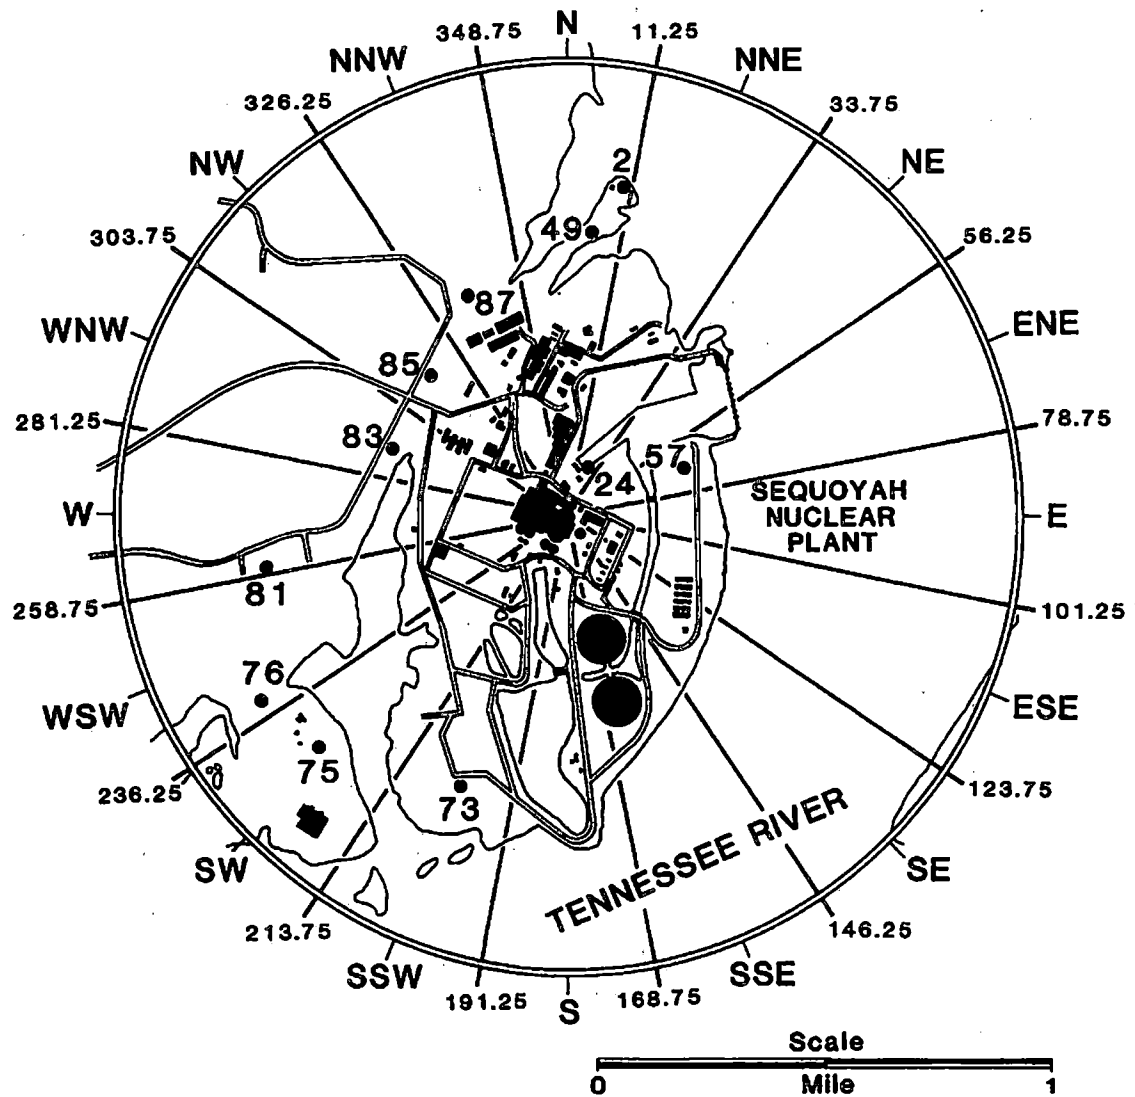 N
348.75
11.25
NNW
NNE
326.25
33.75
NW
2
NE
303.75
49
56.25
87
WNW
ENE
85
281.25
83
57
78.75
24
W
SEQUOYAH
NUCLEAR
PLANT
E
81
258.75
101.25
76
WSW
ESE
75
236.25
73
123.75
TENNESSEE RIVER
SW
SE
213.75
146.25
SSW
SSE
191.25
S
168.75
Scale
0
Mile
1